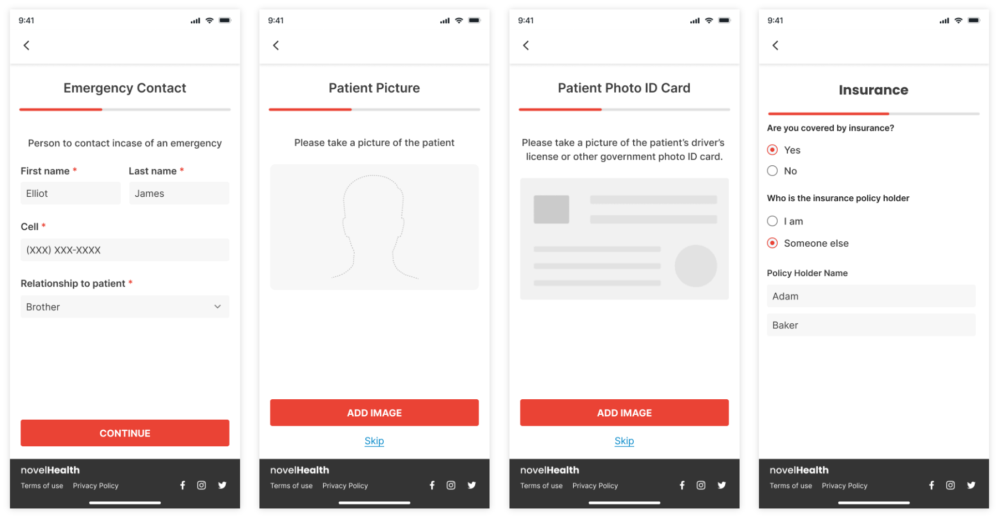 9:41
Emergency Contact
Person to contact incase of an emergency
First name *
Last name *
Elliot
James
Cell *
(XXX) XXX-XXXX
Relationship to patient *
Brother
CONTINUE
novelHealth
Terms of use
Privacy Policy
9:41
Patient Picture
Please take a picture of the patient
ADD IMAGE
Skip
novelHealth
Terms of use
Privacy Policy
9:41
Patient Photo ID Card
Please take a picture of the patient’s driver’s
license or other government photo ID card.
ADD IMAGE
Skip
novelHealth
Terms of use
Privacy Policy
9:41
Insurance
Are you covered by insurance?
Yes
No
Who is the insurance policy holder
I am
Someone else
Policy Holder Name
Adam
Baker
novelHealth
Terms of use
Privacy Policy